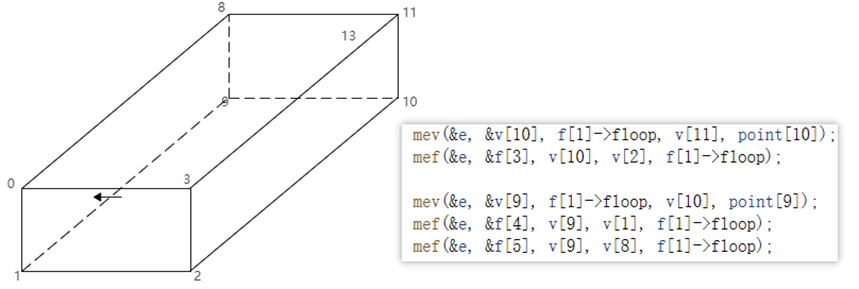 8
11
13
9
10
0
3
1
2
mev(&e, &v[10], f[1]->floop, v[11], point[10]);
mef(&e, &f[3], v[10], v[2], f[1]->floop);
mev(&e, &v[9], f[1]->floop, v[10], point[9]);
mef(&e, &f[4], v[9], v[1], f[1]->floop);
mef(&e, &f[5], v[9], v[8], f[1]->floop);